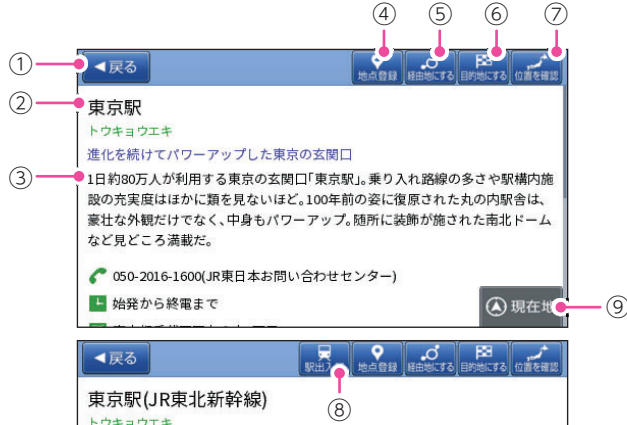 ④ ⑤ ⑥ ⑦
① ◀戻る 地点登録 経由地にする 目的地にする 位置を確認
② 東京駅
トウキョウエキ
進化を続けてパワーアップした東京の玄関口
③ 1日約80万人が利用する東京の玄関口「東京駅」。乗り入れ路線の多さや駅構内施
設の充実度はほかに類を見ないほど。100年前の姿に復原された丸の内駅舎は、
豪壮な外観だけでなく、中身もパワーアップ。随所に装飾が施された南北ドーム
など見どころ満載だ。
050-2016-1600(JR東日本お問い合わせセンター)
始発から終電まで
現在地 ⑨
◀戻る 駅出入 地点登録 経由地にする 目的地にする 位置を確認
⑧
東京駅(JR東北新幹線)
トウキョウエキ